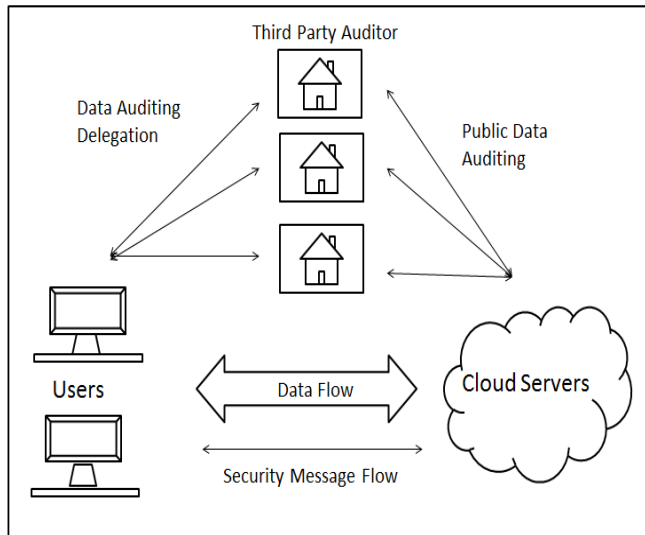 Third Party Auditor
Data Auditing
Delegation
Public Data
Auditing
Users
Data Flow
Cloud Servers
Security Message Flow